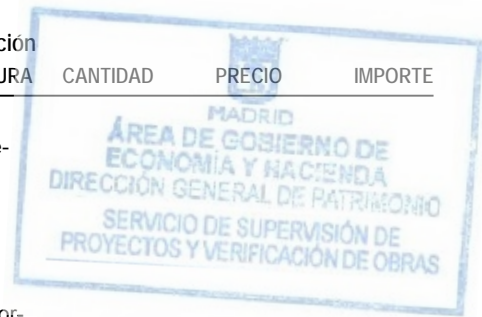 ción
URA CANTIDAD PRECIO IMPORTE
MADRID
ÁREA DE GOBIERNO DE
e-
ECONOMÍA Y HACIENDA
DIRECCIÓN GENERAL DE PATRIMONIO
SERVICIO DE SUPERVISIÓN DE
PROYECTOS Y VERIFICACIÓN DE OBRAS
or-